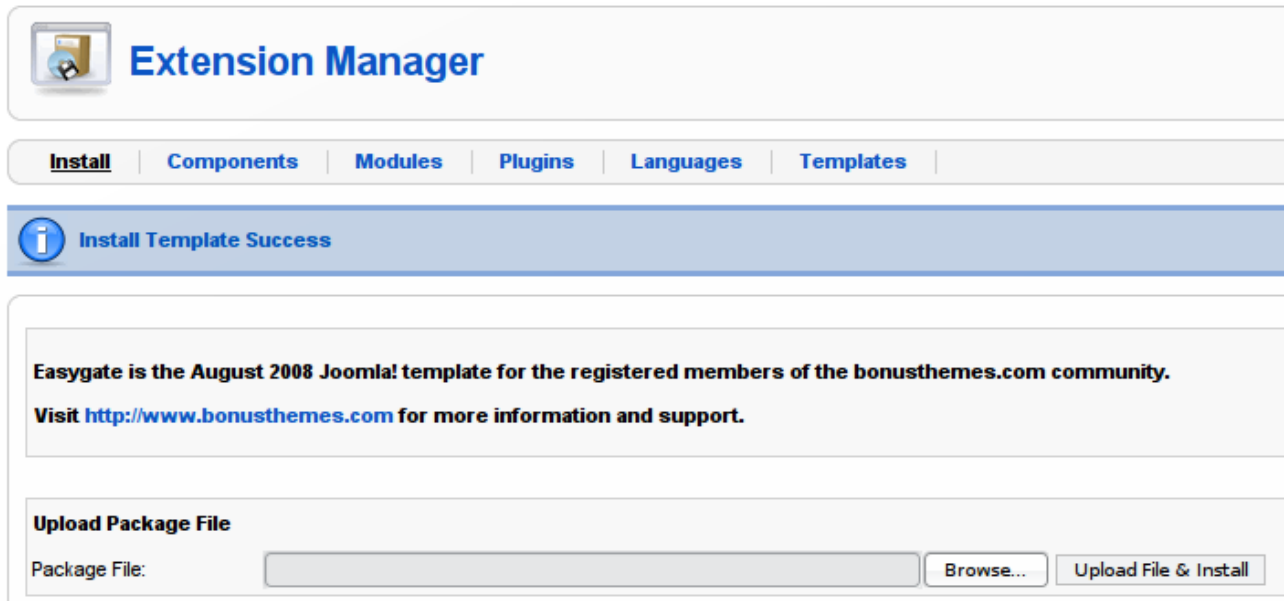 Extension Manager
Install Components Modules Plugins Languages Templates
Install Template Success
Easygate is the August 2008 Joomla! template for the registered members of the bonusthemes.com community.
Visit http://www.bonusthemes.com for more information and support.
Upload Package File
Package File: Browse... Upload File & Install